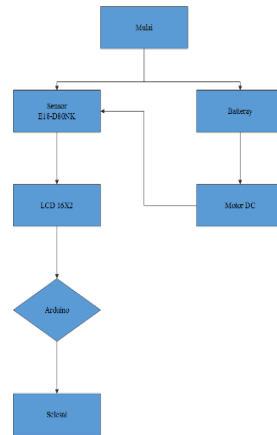 Mulai
Sensor
E18-D80NK
Batteray
LCD 16X2
Motor DC
Arduino
Selesai